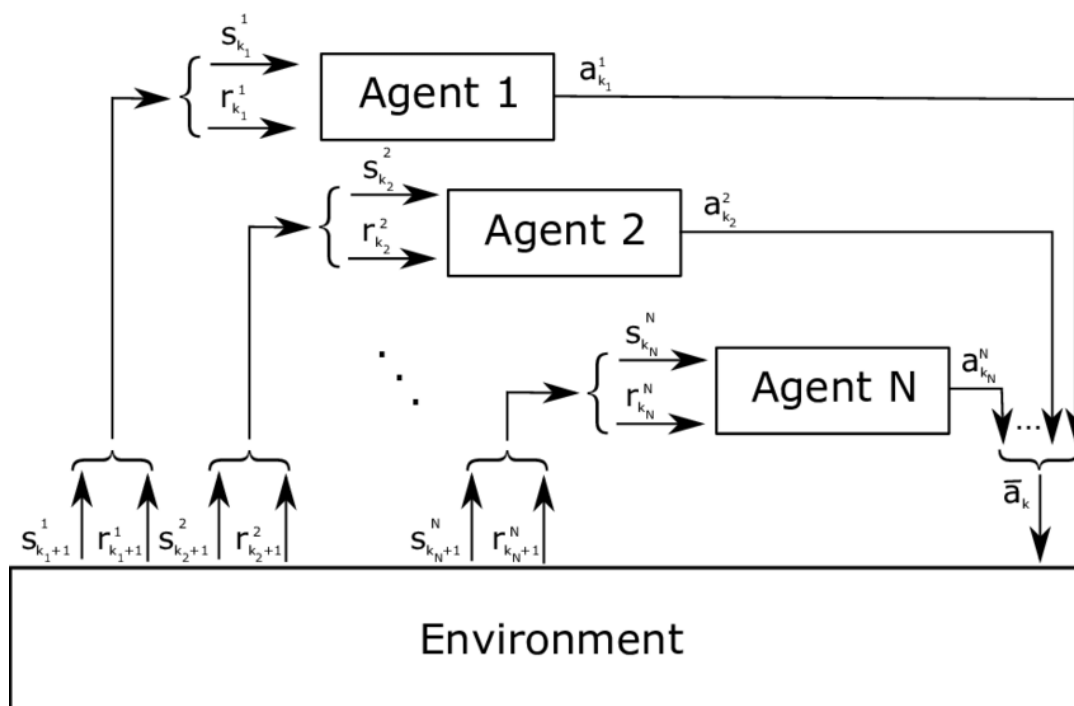 s_{k_1}^1
r_{k_1}^1
Agent 1
a_{k_1}^1
s_{k_2}^2
r_{k_2}^2
Agent 2
a_{k_2}^2
s_{k_N}^N
r_{k_N}^N
Agent N
a_{k_N}^N
...
s_{k_1+1}^1 r_{k_1+1}^1 s_{k_2+1}^2 r_{k_2+1}^2 s_{k_N+1}^N r_{k_N+1}^N
a̅_k
Environment